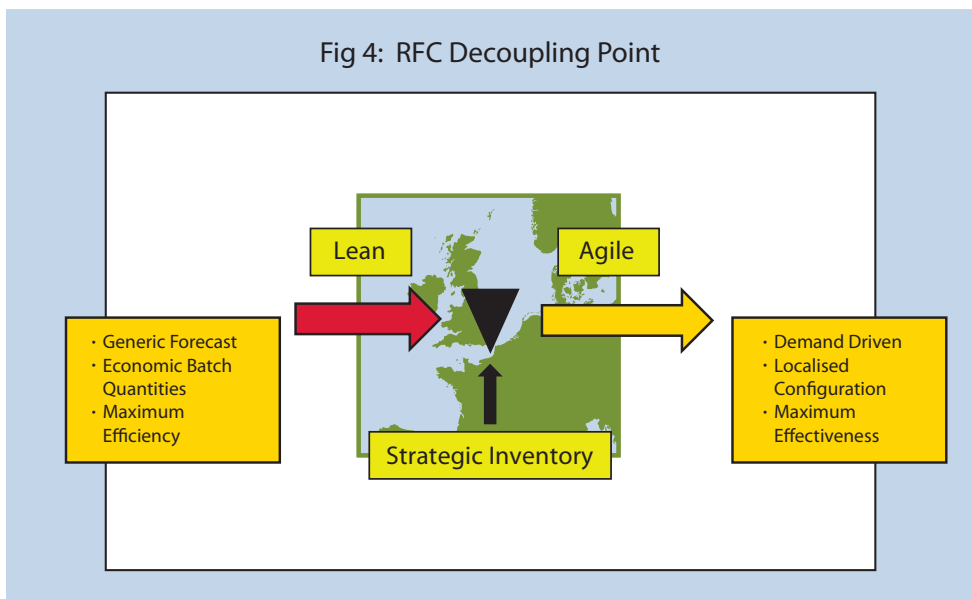 Fig 4: RFC Decoupling Point
Lean
Agile
· Generic Forecast
· Economic Batch
Quantities
· Maximum
Efficiency
· Demand Driven
· Localised
Configuration
· Maximum
Effectiveness
Strategic Inventory